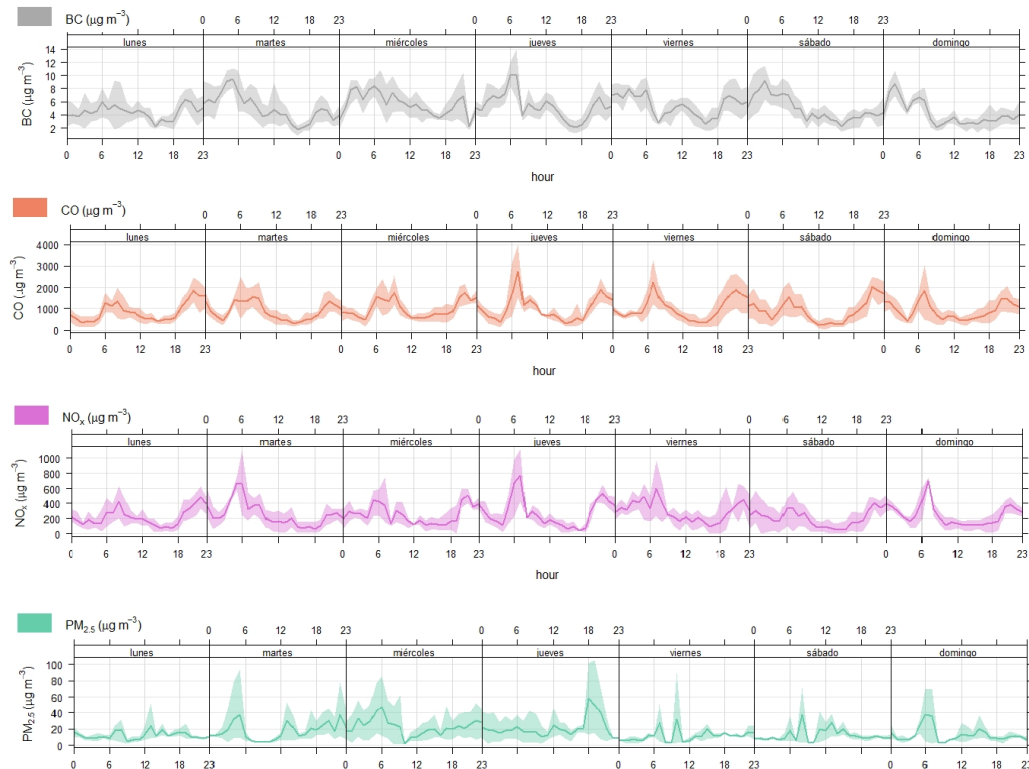 BC (µg m⁻³) 0 6 12 18 23
lunes martes miércoles jueves viernes sábado domingo
BC (µg m⁻³)
14
12
10
8
6
4
2
0 6 12 18 23 0 6 12 18 23 0 6 12 18 23 0 6 12 18 23
hour
CO (µg m⁻³) 0 6 12 18 23 0 6 12 18 23 0 6 12 18 23
lunes martes miércoles jueves viernes sábado domingo
CO (µg m⁻³)
4000
3000
2000
1000
0
0 6 12 18 23 0 6 12 18 23 0 6 12 18 23 0 6 12 18 23
hour
NOₓ (µg m⁻³) 0 6 12 18 23 0 6 12 18 23 0 6 12 18 23
lunes martes miércoles jueves viernes sábado domingo
NOₓ (µg m⁻³)
1000
800
600
400
200
0
0 6 12 18 23 0 6 12 18 23 0 6 12 18 23 0 6 12 18 23
hour
PM₂.₅ (µg m⁻³) 0 6 12 18 23 0 6 12 18 23 0 6 12 18 23
lunes martes miércoles jueves viernes sábado domingo
PM₂.₅ (µg m⁻³)
100
80
60
40
20
0
0 6 12 18 23 0 6 12 18 23 0 6 12 18 23 0 6 12 18 23